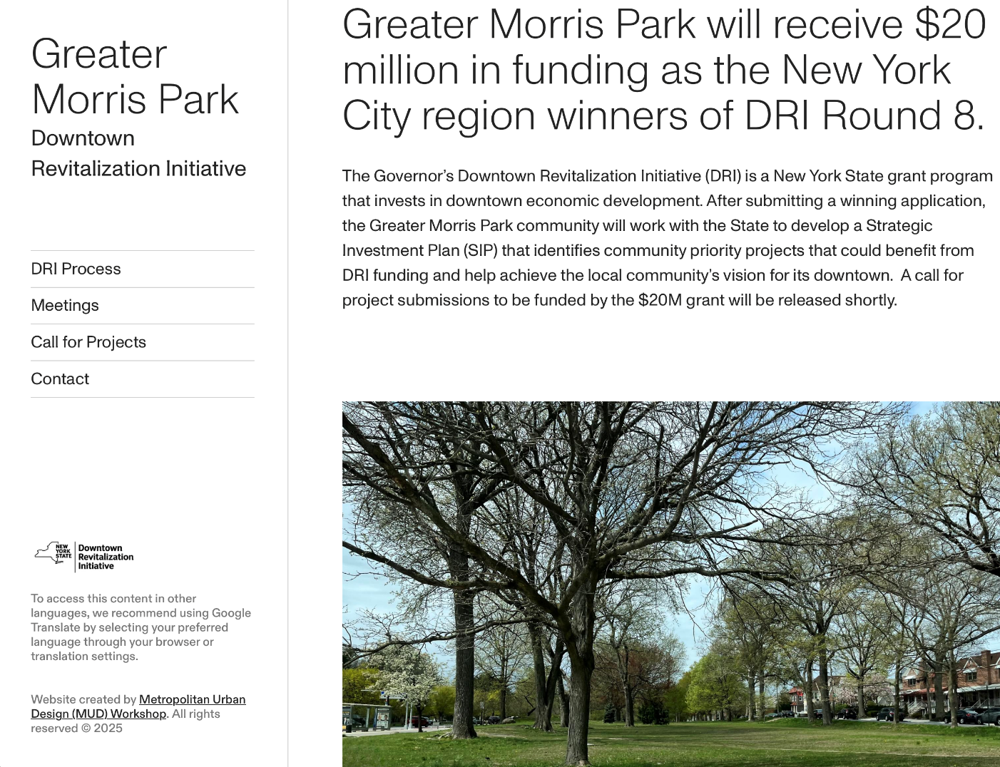 Greater
Morris Park
Downtown
Revitalization Initiative
DRI Process
Meetings
Call for Projects
Contact
NEW
YORK
STATE
Downtown
Revitalization
Initiative
To access this content in other
languages, we recommend using Google
Translate by selecting your preferred
language through your browser or
translation settings.
Website created by Metropolitan Urban
Design (MUD) Workshop. All rights
reserved © 2025
Greater Morris Park will receive $20
million in funding as the New York
City region winners of DRI Round 8.
The Governor’s Downtown Revitalization Initiative (DRI) is a New York State grant program
that invests in downtown economic development. After submitting a winning application,
the Greater Morris Park community will work with the State to develop a Strategic
Investment Plan (SIP) that identifies community priority projects that could benefit from
DRI funding and help achieve the local community’s vision for its downtown.  A call for
project submissions to be funded by the $20M grant will be released shortly.